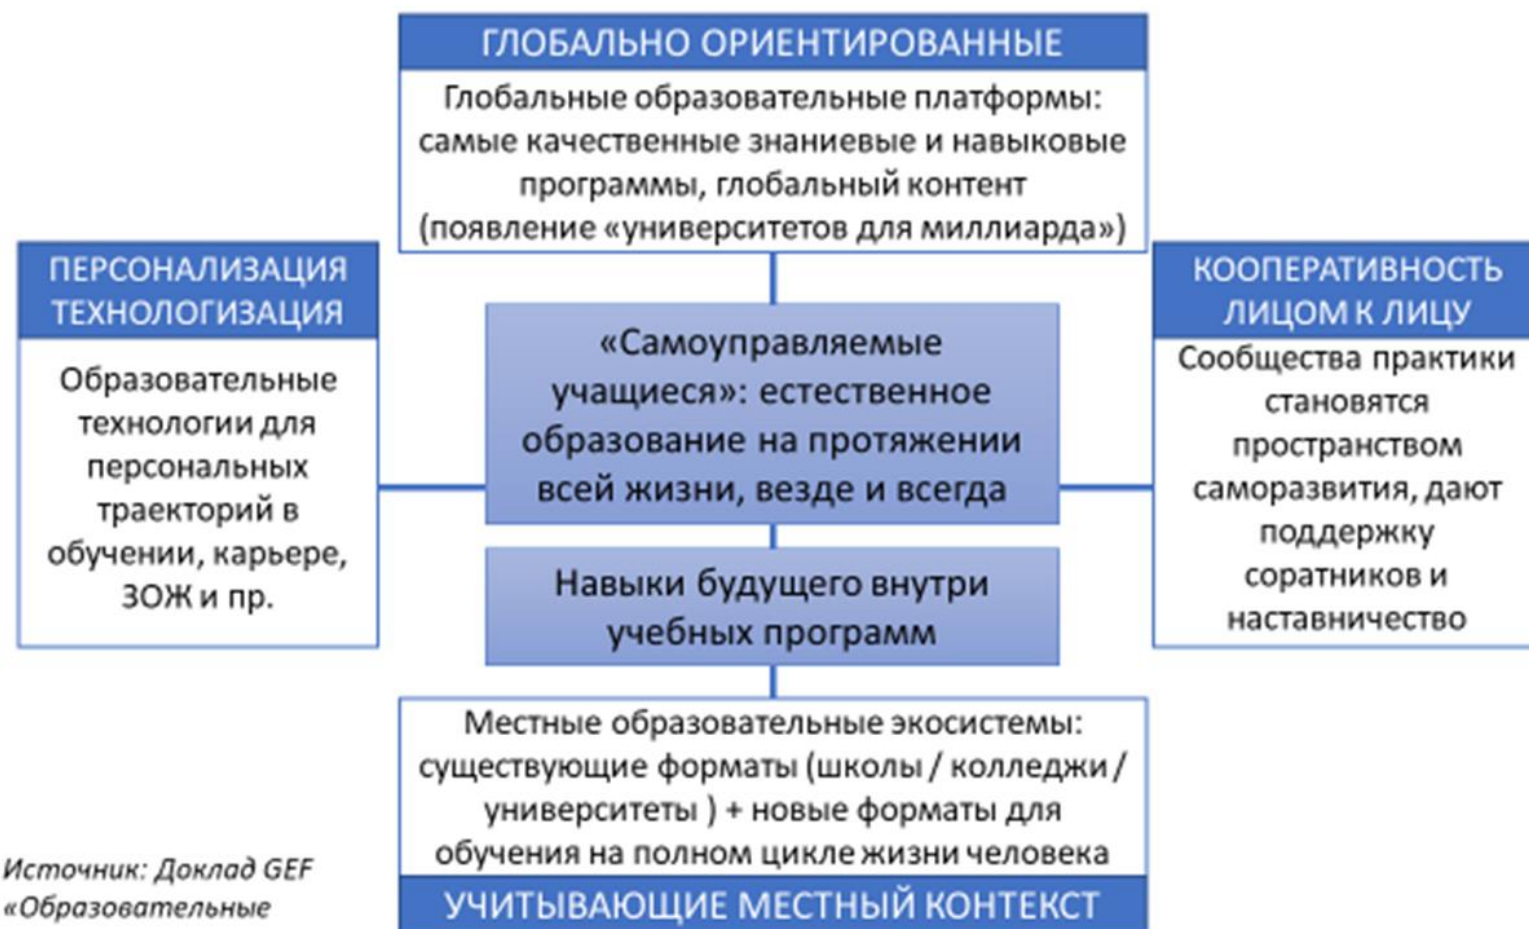 ГЛОБАЛЬНО ОРИЕНТИРОВАННЫЕ
Глобальные образовательные платформы:
самые качественные знаниевые и навыковые
программы, глобальный контент
(появление «университетов для миллиарда»)
ПЕРСОНАЛИЗАЦИЯ
ТЕХНОЛОГИЗАЦИЯ
Образовательные
технологии для
персональных
траекторий в
обучении, карьере,
ЗОЖ и пр.
«Самоуправляемые
учащиеся»: естественное
образование на протяжении
всей жизни, везде и всегда
Навыки будущего внутри
учебных программ
КООПЕРАТИВНОСТЬ
ЛИЦОМ К ЛИЦУ
Сообщества практики
становятся
пространством
саморазвития, дают
поддержку
соратников и
наставничество
Местные образовательные экосистемы:
существующие форматы (школы / колледжи /
университеты ) + новые форматы для
обучения на полном цикле жизни человека
УЧИТЫВАЮЩИЕ МЕСТНЫЙ КОНТЕКСТ
Источник: Доклад GEF
«Образовательные